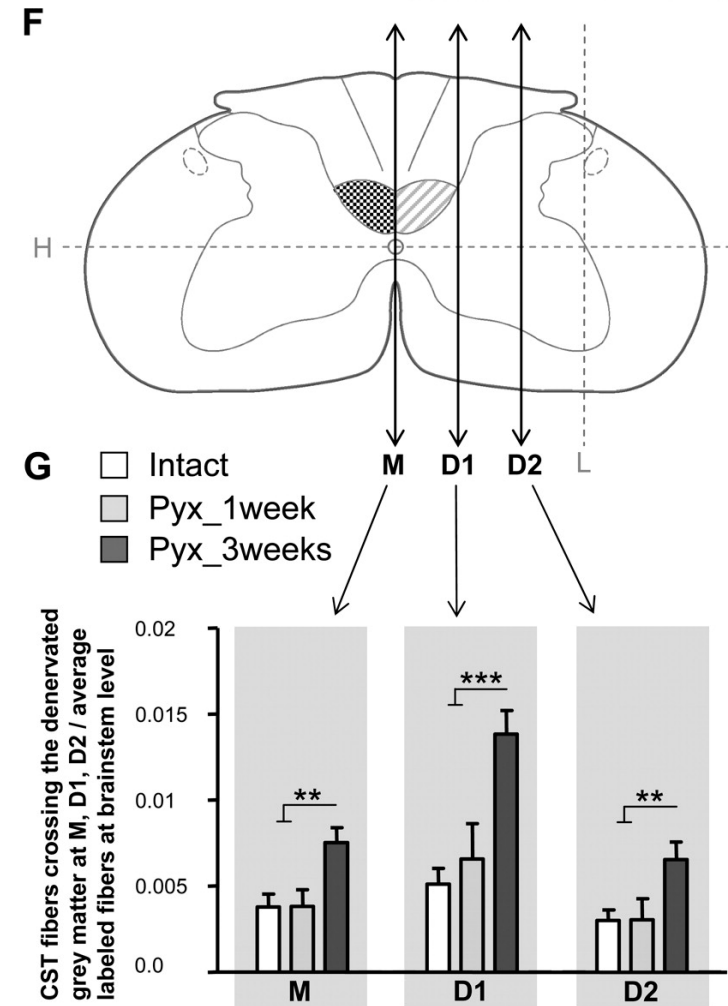 F
H
M D1 D2 L
G
Intact
Pyx_1week
Pyx_3weeks
CST fibers crossing the denervated
grey matter at M, D1, D2 / average
labeled fibers at brainstem level
0.02
0.015
0.01
0.005
0.0
**
***
**
M D1 D2